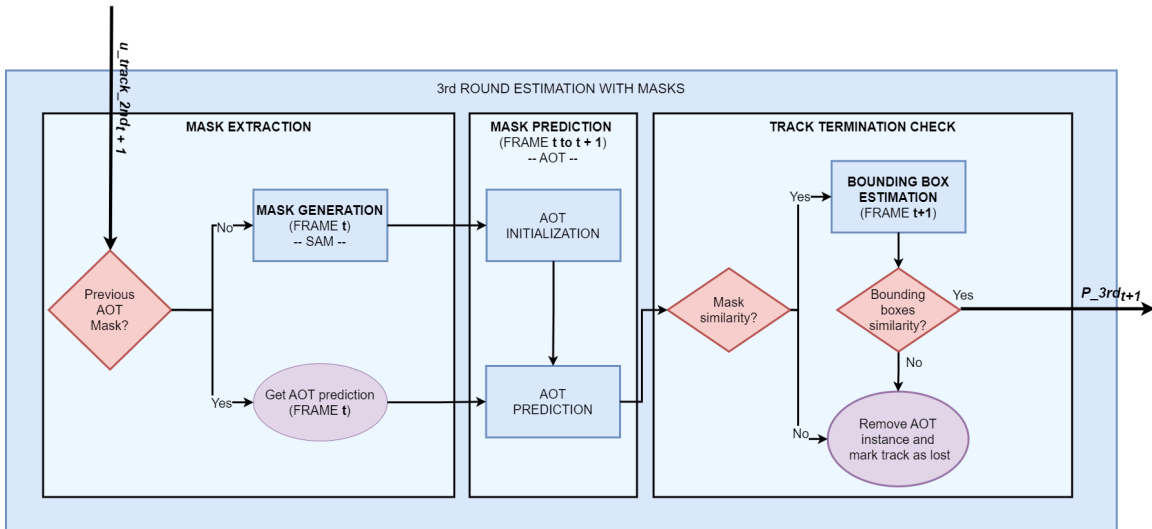 u_track_2nd t + 1
3rd ROUND ESTIMATION WITH MASKS
MASK EXTRACTION
Previous
AOT
Mask?
No
MASK GENERATION
(FRAME t)
-- SAM --
Yes
Get AOT prediction
(FRAME t)
MASK PREDICTION
(FRAME t to t + 1)
-- AOT --
AOT
INITIALIZATION
AOT
PREDICTION
TRACK TERMINATION CHECK
Mask
similarity?
Yes
BOUNDING BOX
ESTIMATION
(FRAME t+1)
Bounding
boxes
similarity?
Yes
P_3rd t+1
No
No
Remove AOT
instance and
mark track as lost